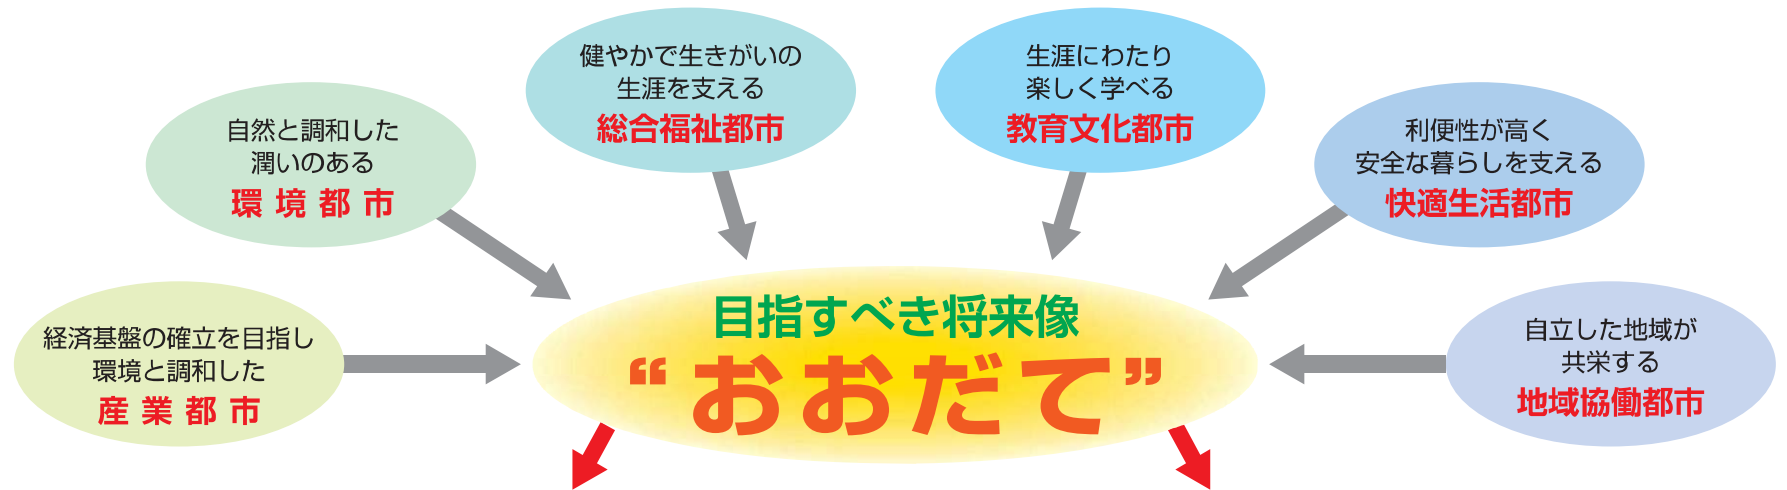 健やかで生きがいの
生涯を支える
総合福祉都市
生涯にわたり
楽しく学べる
教育文化都市
自然と調和した
潤いのある
環境都市
利便性が高く
安全な暮らしを支える
快適生活都市
経済基盤の確立を目指し
環境と調和した
産業都市
目指すべき将来像
“おおだて”
自立した地域が
共栄する
地域協働都市